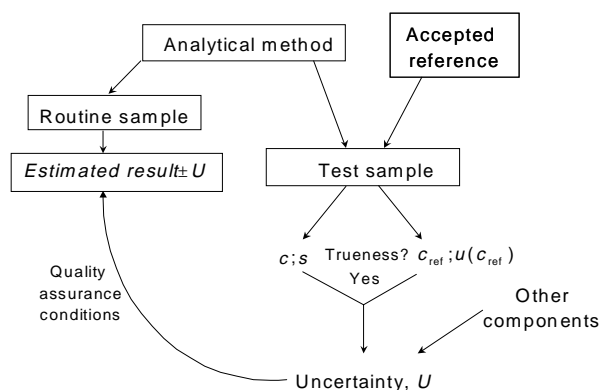 Analytical method
Accepted
reference
Routine sample
Estimated result± U
Test sample
c;s
Trueness?
Yes
c_ref;u(c_ref)
Quality
assurance
conditions
Other
components
Uncertainty, U